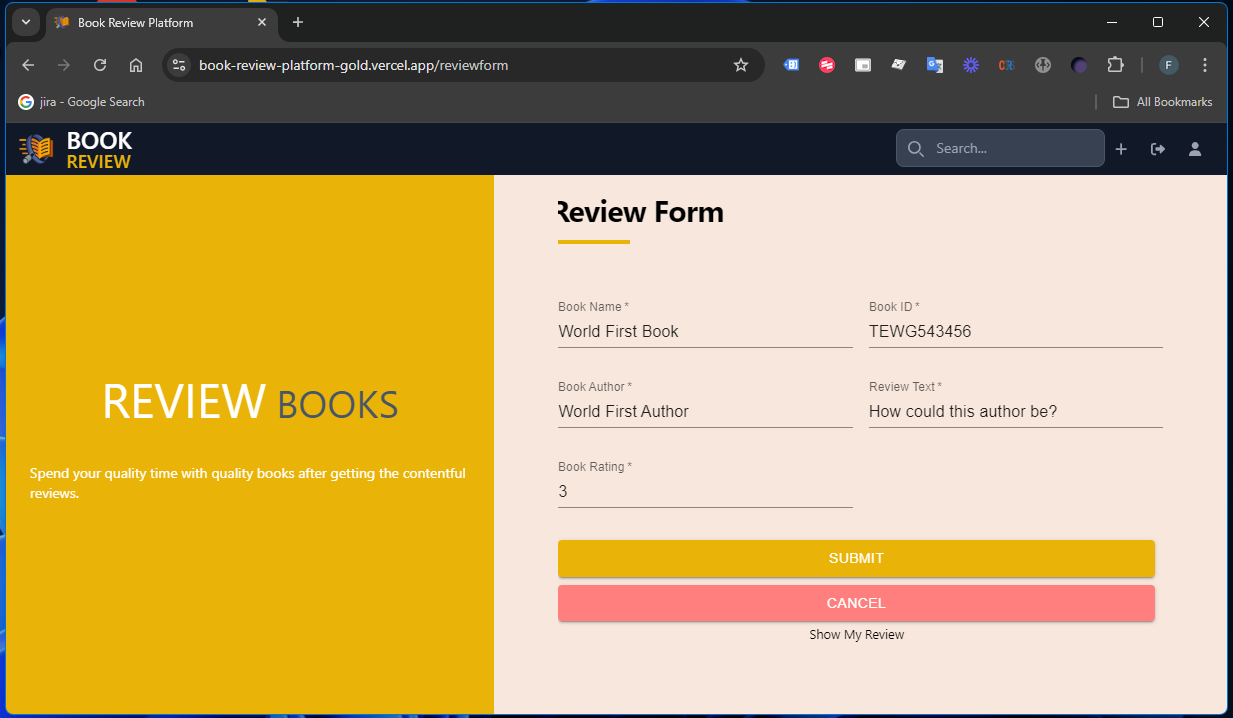 Book Review Platform
book-review-platform-gold.vercel.app/reviewform
F
jira - Google Search
All Bookmarks
BOOK
REVIEW
Search...
Review Form
REVIEW BOOKS
Spend your quality time with quality books after getting the contentful
reviews.
Book Name *
Book ID *
World First Book
TEWG543456
Book Author *
Review Text *
World First Author
How could this author be?
Book Rating *
3
SUBMIT
CANCEL
Show My Review